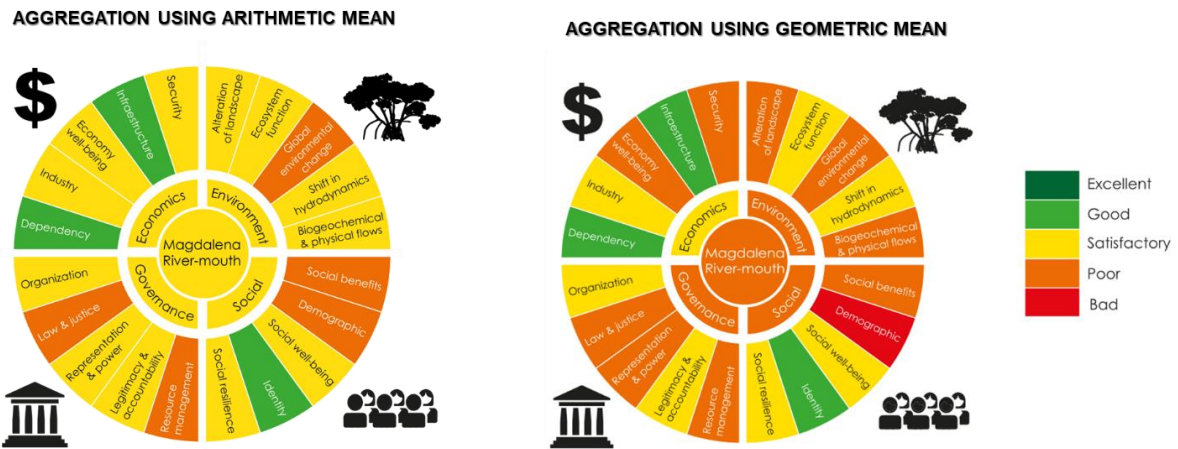 AGGREGATION USING ARITHMETIC MEAN
$
Security
Infraestructure
Economy
well-being
Industry
Dependency
Alteration
of landscape
Ecosystem
function
Global
environmental
change
Shift in
hydrodynamics
Biogeochemical
& physical flows
Economics
Environment
Magdalena
River-mouth
Governance
Social
Organization
Law & justice
Representation
& power
Legitimacy &
accountability
Resource
management
Social benefits
Demographic
Social well-being
Identity
Social resilience
AGGREGATION USING GEOMETRIC MEAN
$
Security
Infraestructure
Economy
well-being
Industry
Dependency
Alteration
of landscape
Ecosystem
function
Global
environmental
change
Shift in
hydrodynamics
Biogeochemical
& physical flows
Economics
Environment
Magdalena
River-mouth
Governance
Social
Organization
Law & justice
Representation
& power
Legitimacy &
accountability
Resource
management
Social benefits
Demographic
Social well-being
Identity
Social resilience
Excellent
Good
Satisfactory
Poor
Bad